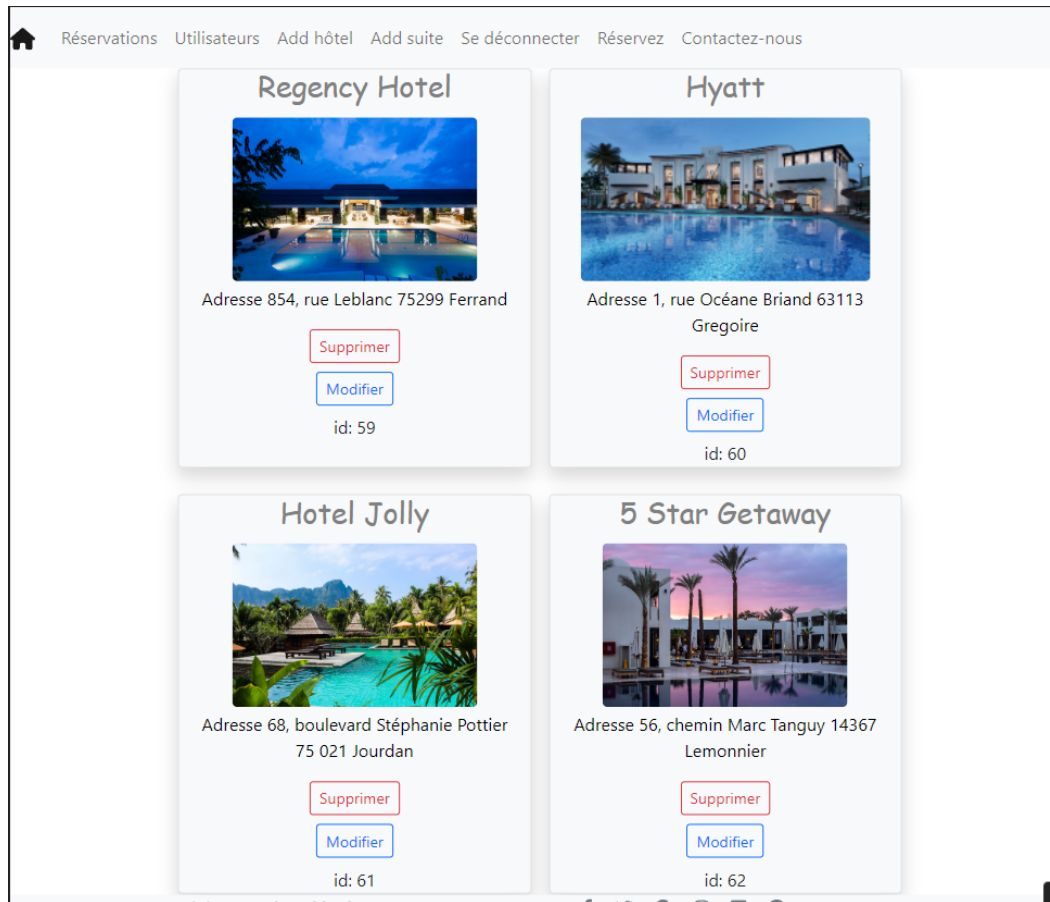 Réservations Utilisateurs Add hôtel Add suite Se déconnecter Réservez Contactez-nous
Regency Hotel
Adresse 854, rue Leblanc 75299 Ferrand
Supprimer
Modifier
id: 59
Hyatt
Adresse 1, rue Océane Briand 63113
Gregoire
Supprimer
Modifier
id: 60
Hotel Jolly
Adresse 68, boulevard Stéphanie Pottier
75 021 Jourdan
Supprimer
Modifier
id: 61
5 Star Getaway
Adresse 56, chemin Marc Tanguy 14367
Lemonnier
Supprimer
Modifier
id: 62